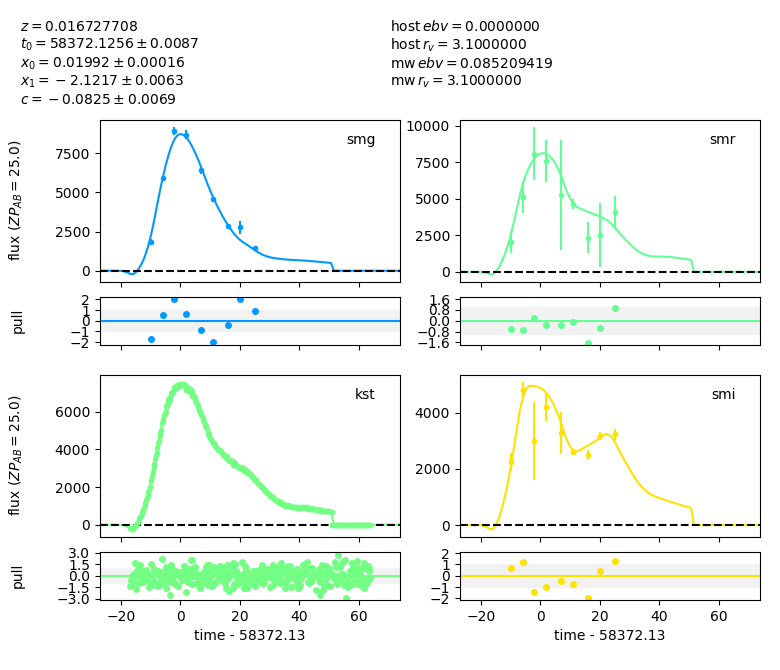 z = 0.016727708
t₀ = 58372.1256 ± 0.0087
x₀ = 0.01992 ± 0.00016
x₁ = −2.1217 ± 0.0063
c = −0.0825 ± 0.0069
host ebv = 0.0000000
host r_v = 3.1000000
mw ebv = 0.085209419
mw r_v = 3.1000000
smg
flux (ZP_AB = 25.0)
7500
5000
2500
0
smr
10000
7500
5000
2500
0
pull
2
1
0
−1
−2
1.6
0.8
0.0
−0.8
−1.6
kst
flux (ZP_AB = 25.0)
6000
4000
2000
0
smi
4000
2000
0
pull
3.0
1.5
0.0
−1.5
−3.0
−20 0 20 40 60
time - 58372.13
2
1
0
−1
−2
−20 0 20 40 60
time - 58372.13